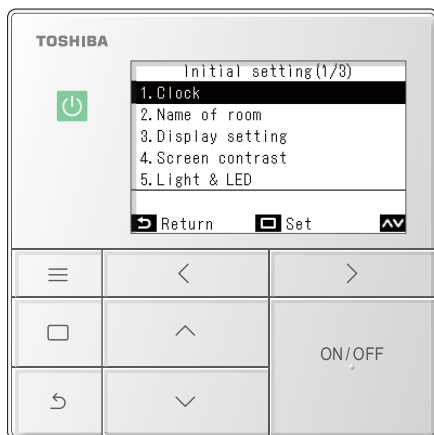 TOSHIBA
Initial setting(1/3)
1.Clock
2.Name of room
3.Display setting
4.Screen contrast
5.Light & LED
Return Set
ON/OFF